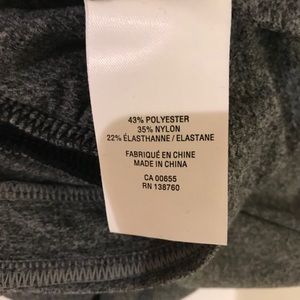 43% POLYESTER
35% NYLON
22% ÉLASTHANNE / ELASTANE
FABRIQUÉ EN CHINE
MADE IN CHINA
CA 00655
RN 138760